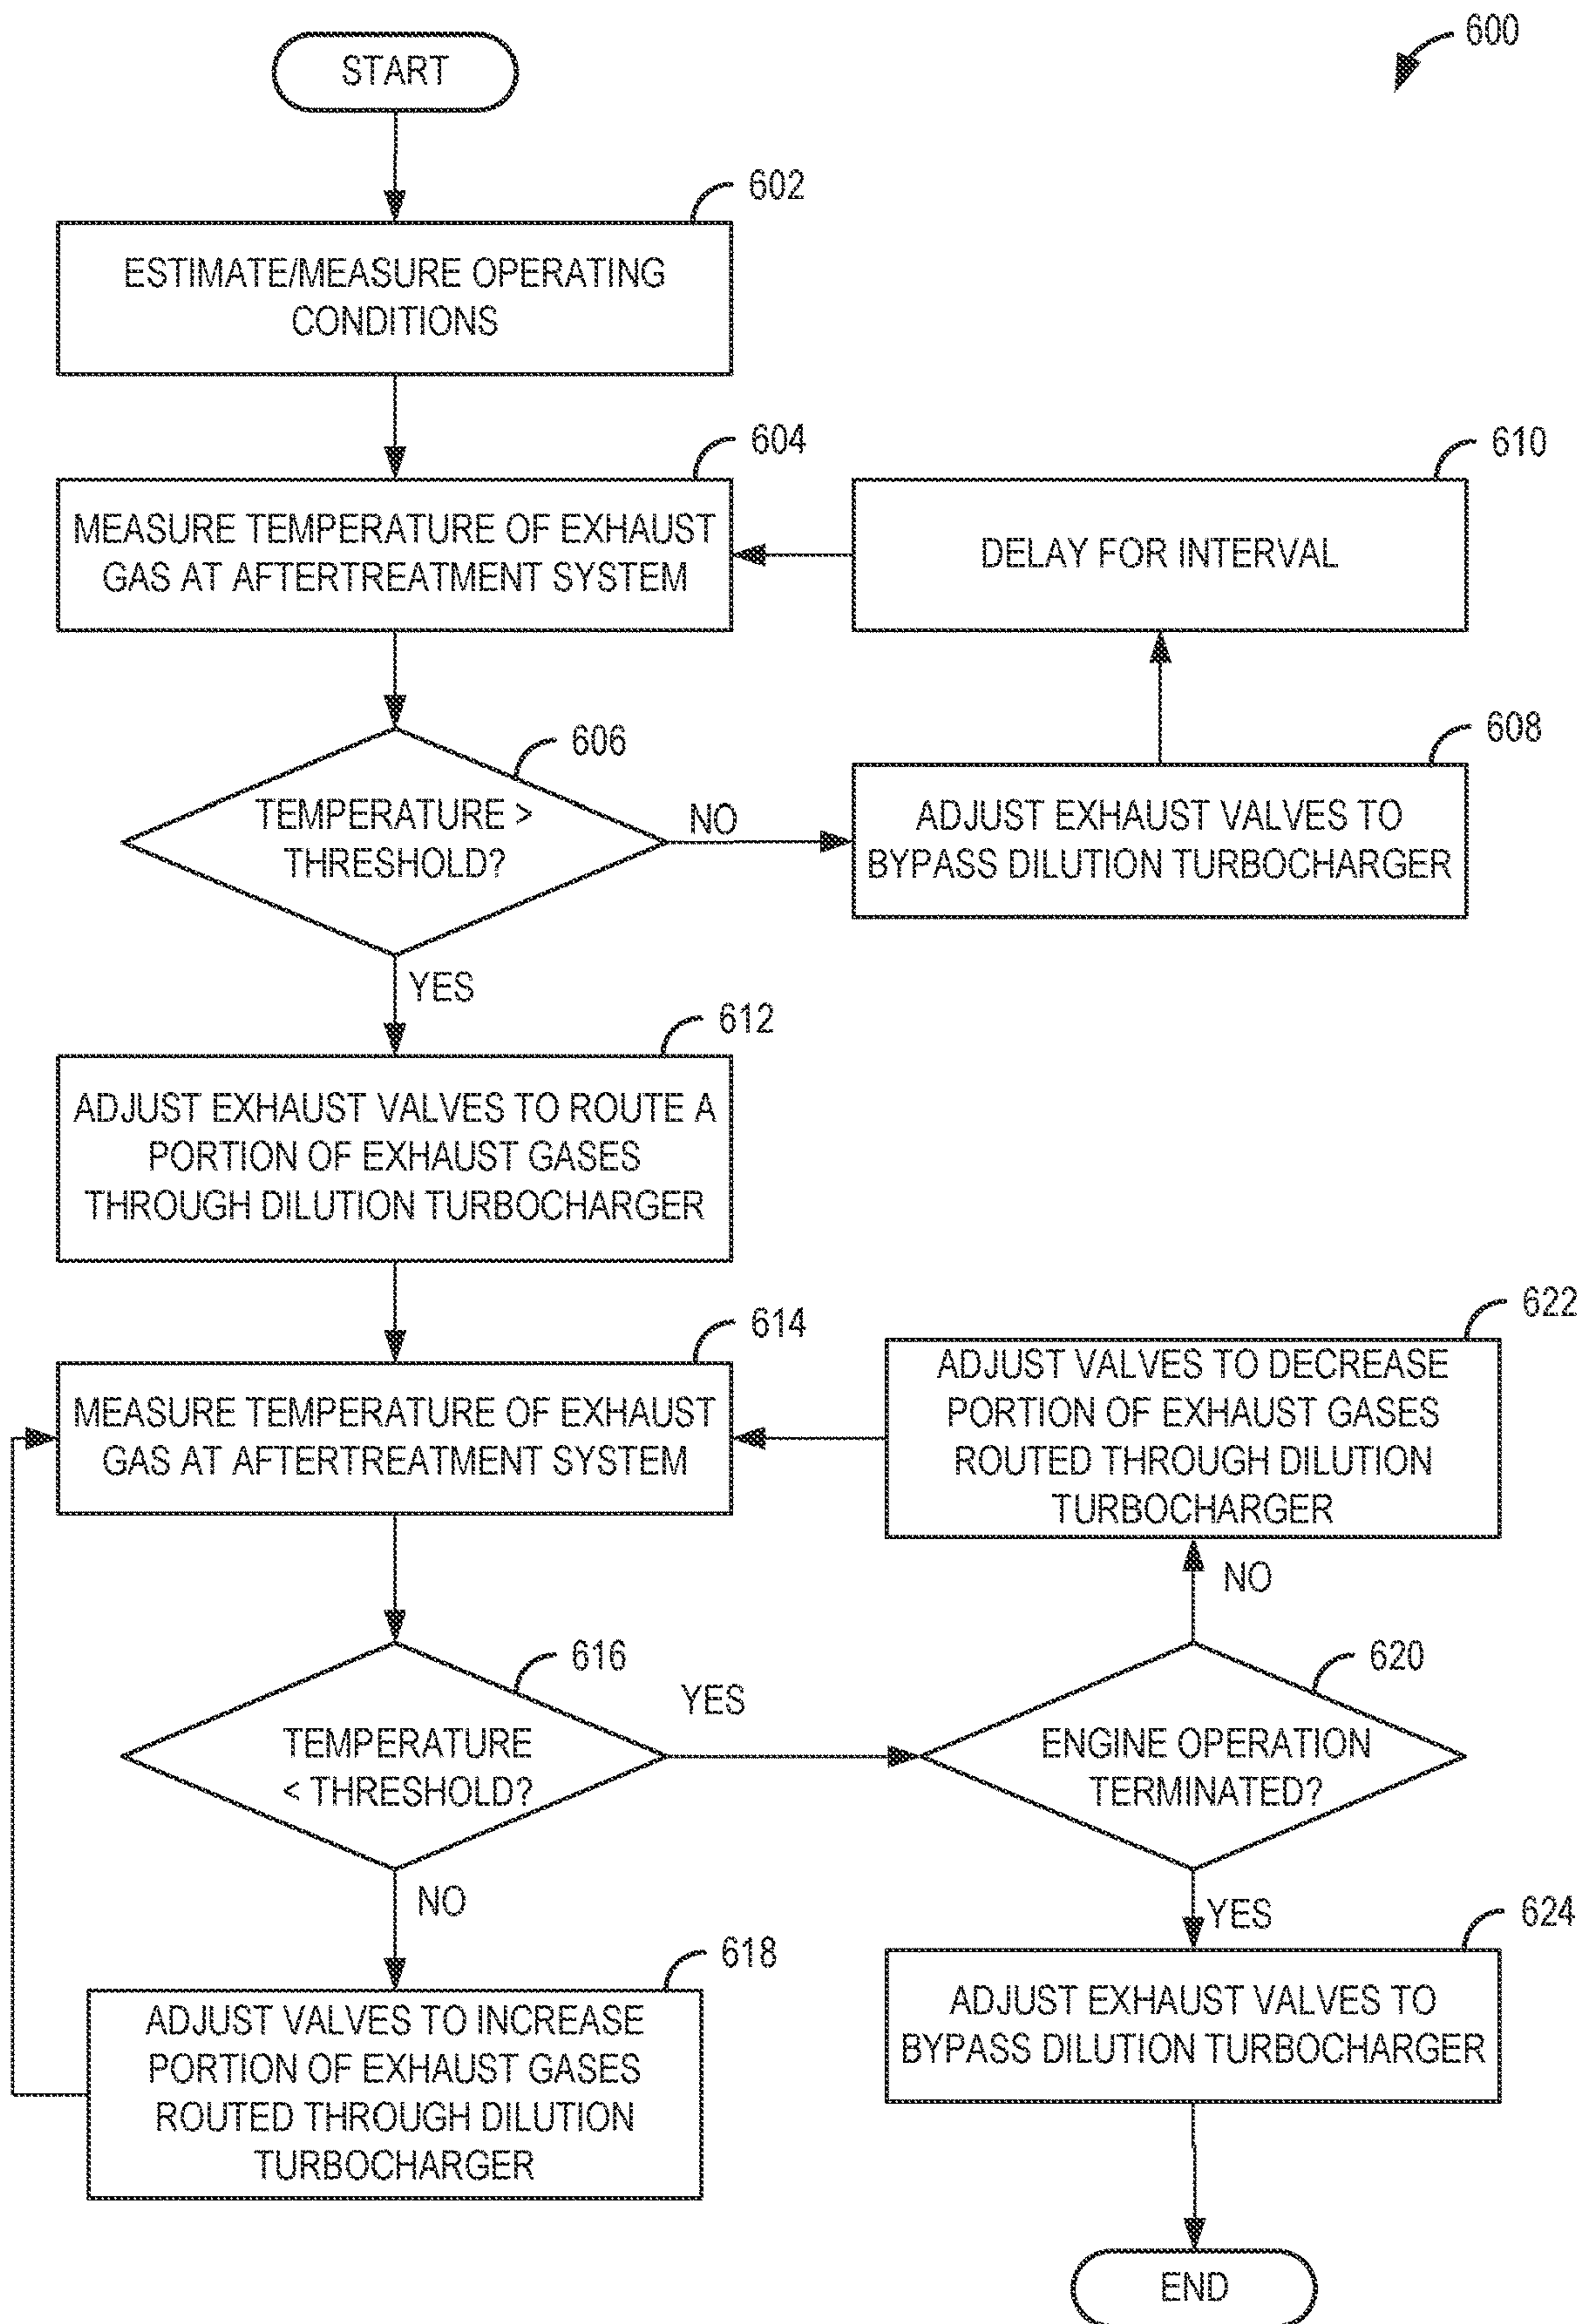 600
START
602
ESTIMATE/MEASURE OPERATING
CONDITIONS
604
MEASURE TEMPERATURE OF EXHAUST
GAS AT AFTERTREATMENT SYSTEM
610
DELAY FOR INTERVAL
606
TEMPERATURE >
THRESHOLD?
NO
608
ADJUST EXHAUST VALVES TO
BYPASS DILUTION TURBOCHARGER
YES
612
ADJUST EXHAUST VALVES TO ROUTE A
PORTION OF EXHAUST GASES
THROUGH DILUTION TURBOCHARGER
614
MEASURE TEMPERATURE OF EXHAUST
GAS AT AFTERTREATMENT SYSTEM
622
ADJUST VALVES TO DECREASE
PORTION OF EXHAUST GASES
ROUTED THROUGH DILUTION
TURBOCHARGER
NO
616
TEMPERATURE
< THRESHOLD?
YES
620
ENGINE OPERATION
TERMINATED?
NO
618
ADJUST VALVES TO INCREASE
PORTION OF EXHAUST GASES
ROUTED THROUGH DILUTION
TURBOCHARGER
YES
624
ADJUST EXHAUST VALVES TO
BYPASS DILUTION TURBOCHARGER
END